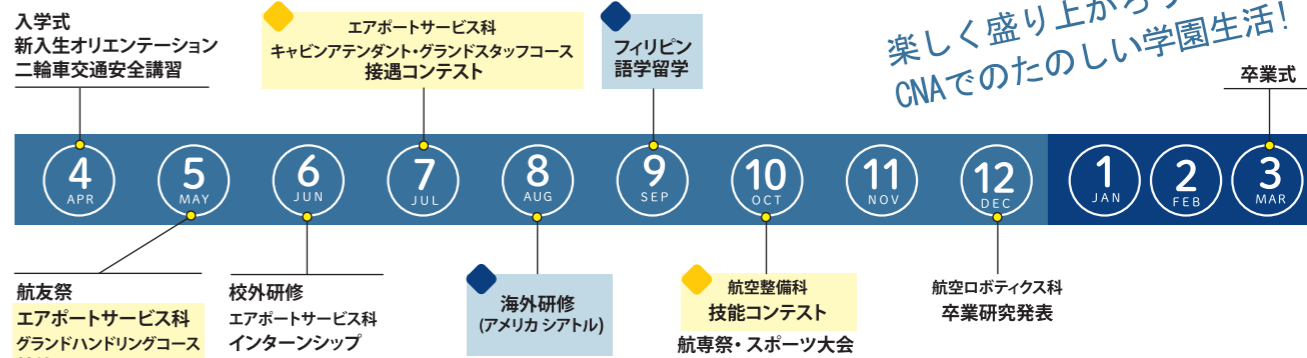 入学式
新入生オリエンテーション
二輪車交通安全講習
エアポートサービス科
キャビンアテンダント・グランドスタッフコース
接遇コンテスト
フィリピン
語学留学
楽しく盛り上がろう
CNAでのたのしい学園生活!
卒業式
4
APR
5
MAY
6
JUN
7
JUL
8
AUG
9
SEP
10
OCT
11
NOV
12
DEC
1
JAN
2
FEB
3
MAR
航友祭
エアポートサービス科
グランドハンドリングコース
校外研修
エアポートサービス科
インターンシップ
海外研修
(アメリカ シアトル)
航空整備科
技能コンテスト
航専祭・スポーツ大会
航空ロボティクス科
卒業研究発表